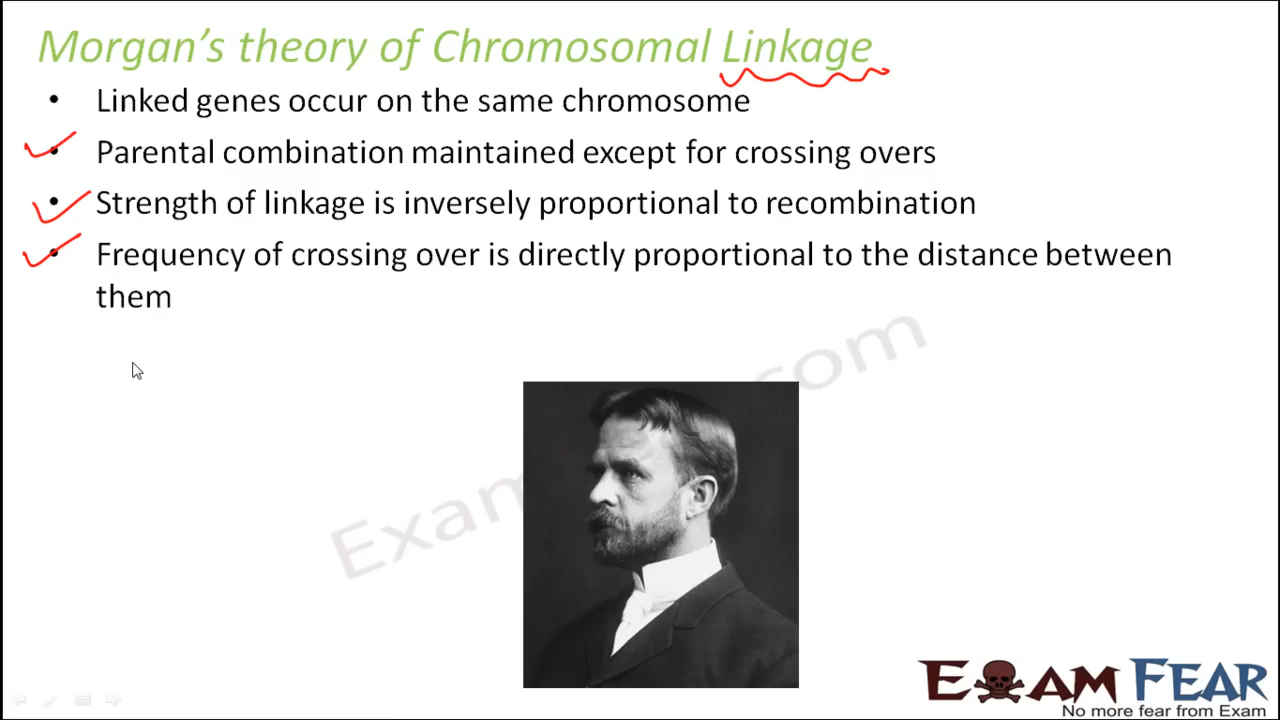 Morgan's theory of Chromosomal Linkage
• Linked genes occur on the same chromosome
• Parental combination maintained except for crossing overs
• Strength of linkage is inversely proportional to recombination
• Frequency of crossing over is directly proportional to the distance between
them
Exam
com
EXAM FEAR
No more fear from Exam